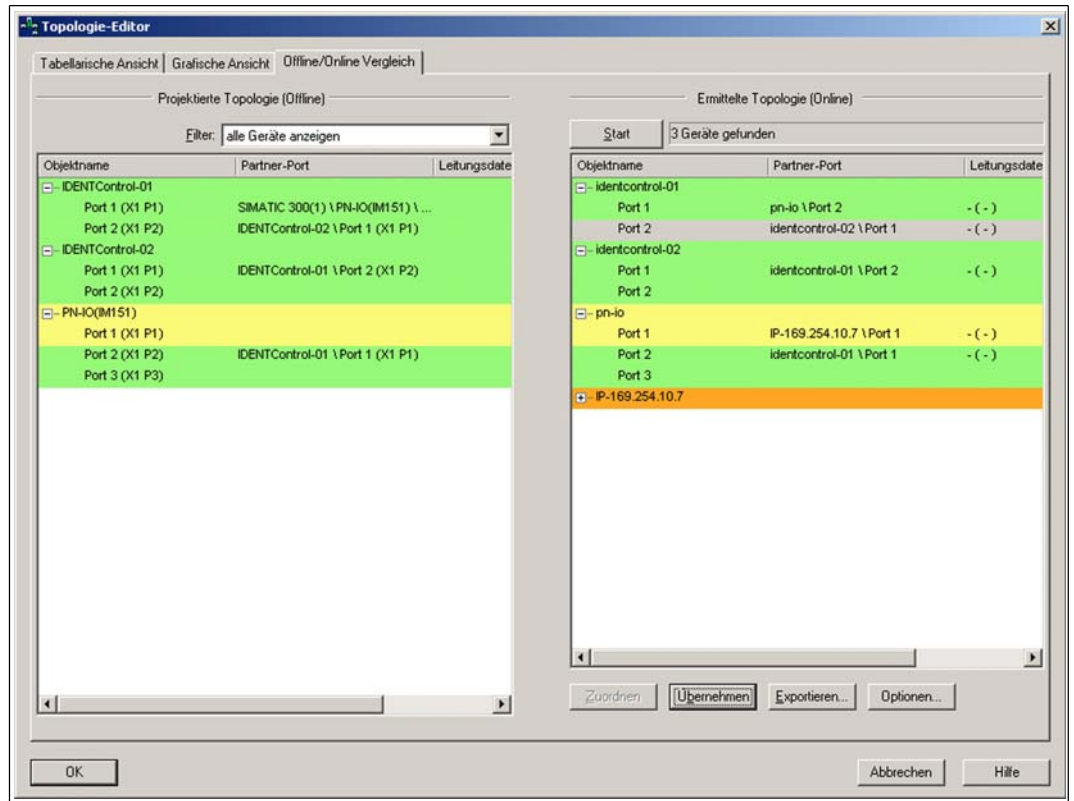 Topologie-Editor
Tabellarische Ansicht Grafische Ansicht Offline/Online Vergleich
Projektierte Topologie (Offline)
Filter: alle Geräte anzeigen
Objektname Partner-Port Leitungsdate
IDENTControl-01
Port 1 (X1 P1) SIMATIC 300(1) \ PN-IO(IM151) \ ...
Port 2 (X1 P2) IDENTControl-02 \ Port 1 (X1 P1)
IDENTControl-02
Port 1 (X1 P1) IDENTControl-01 \ Port 2 (X1 P2)
Port 2 (X1 P2)
PN-IO(IM151)
Port 1 (X1 P1)
Port 2 (X1 P2) IDENTControl-01 \ Port 1 (X1 P1)
Port 3 (X1 P3)
Ermittelte Topologie (Online)
Start 3 Geräte gefunden
Objektname Partner-Port Leitungsdate
identcontrol-01
Port 1 pn-io \ Port 2 - ( - )
Port 2 identcontrol-02 \ Port 1 - ( - )
identcontrol-02
Port 1 identcontrol-01 \ Port 2 - ( - )
Port 2
pn-io
Port 1 IP-169.254.10.7 \ Port 1 - ( - )
Port 2 identcontrol-01 \ Port 1 - ( - )
Port 3
IP-169.254.10.7
Zuordnen Übernehmen Exportieren... Optionen...
OK Abbrechen Hilfe